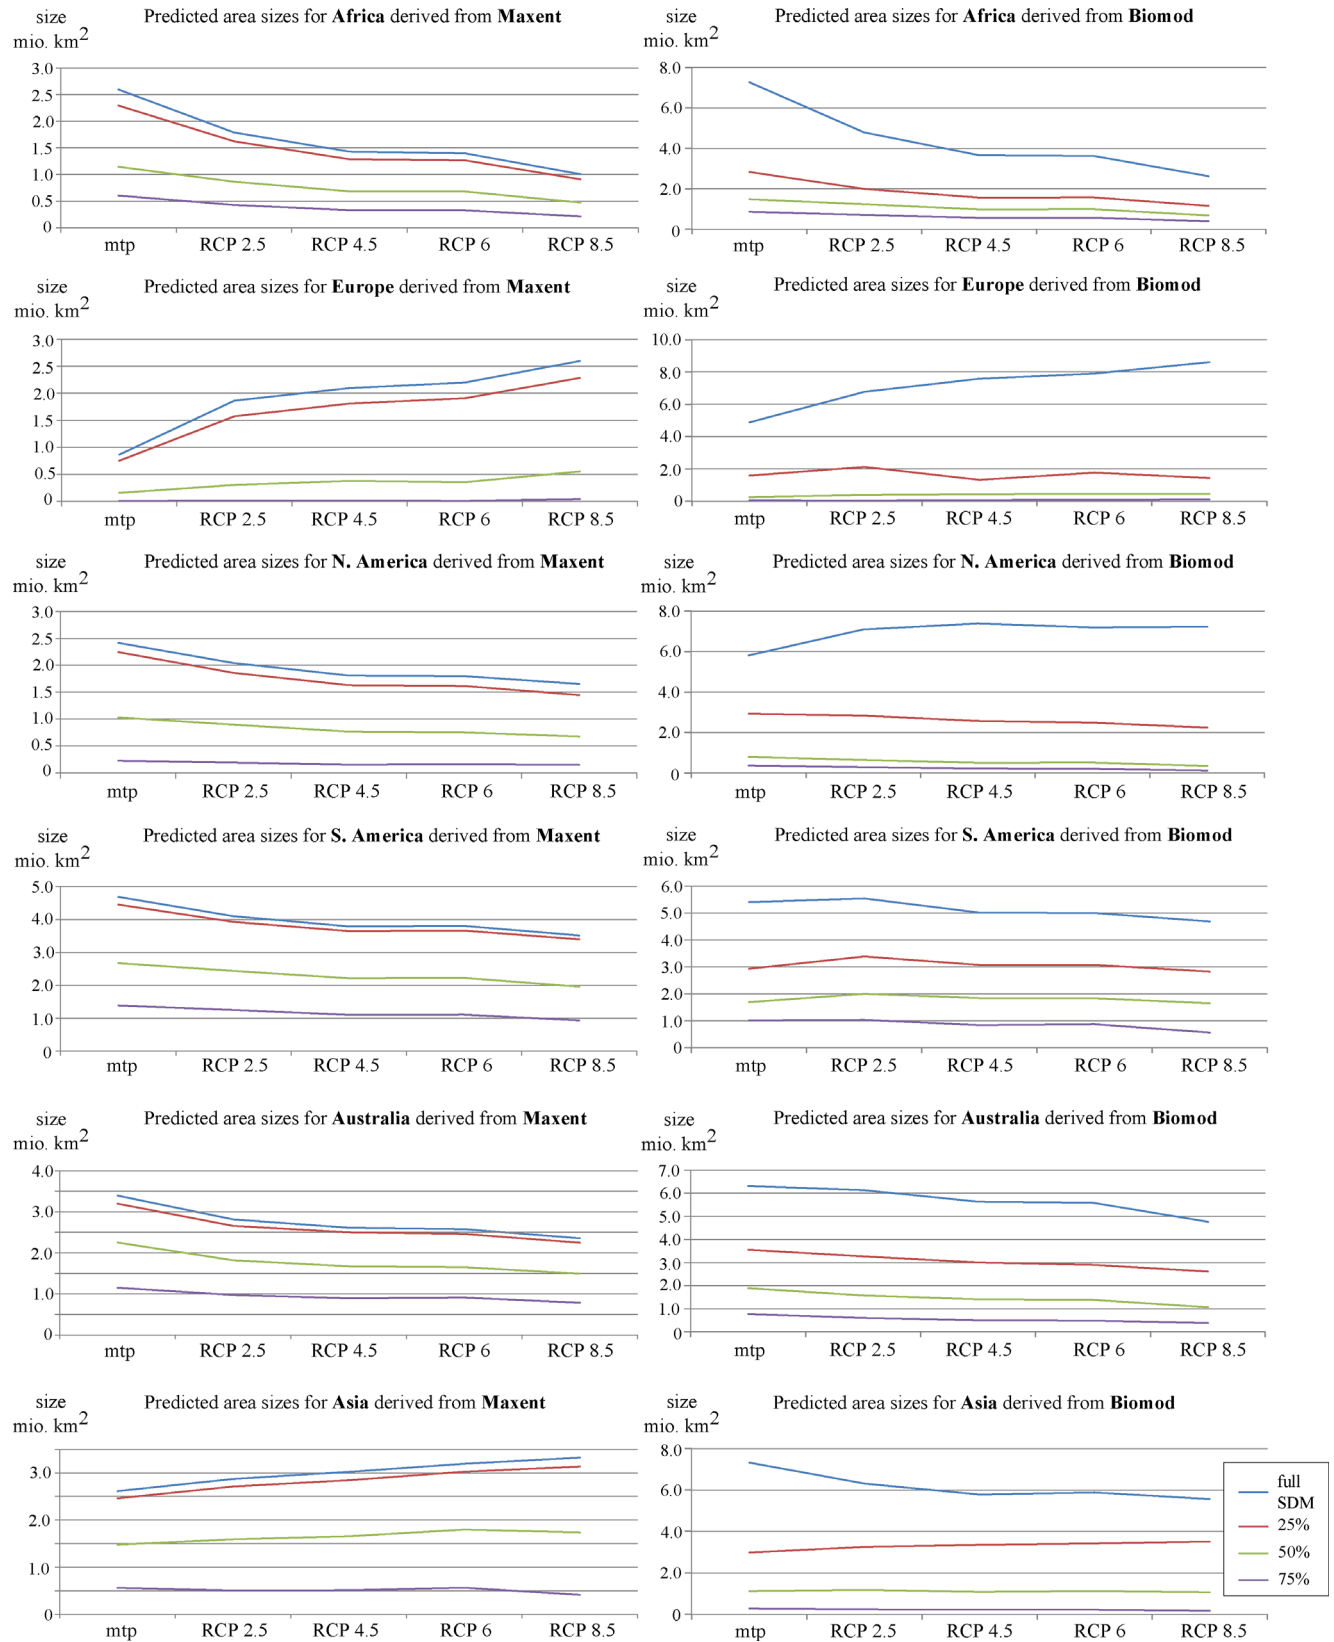 Predicted area sizes for Africa derived from Maxent
size
mio. km2
3.0
2.5
2.0
1.5
1.0
0.5
0
mtp RCP 2.5 RCP 4.5 RCP 6 RCP 8.5
Predicted area sizes for Africa derived from Biomod
size
mio. km2
8.0
6.0
4.0
2.0
0
mtp RCP 2.5 RCP 4.5 RCP 6 RCP 8.5
Predicted area sizes for Europe derived from Maxent
size
mio. km2
3.0
2.5
2.0
1.5
1.0
0.5
0
mtp RCP 2.5 RCP 4.5 RCP 6 RCP 8.5
Predicted area sizes for Europe derived from Biomod
size
mio. km2
10.0
8.0
6.0
4.0
2.0
0
mtp RCP 2.5 RCP 4.5 RCP 6 RCP 8.5
Predicted area sizes for N. America derived from Maxent
size
mio. km2
3.0
2.5
2.0
1.5
1.0
0.5
0
mtp RCP 2.5 RCP 4.5 RCP 6 RCP 8.5
Predicted area sizes for N. America derived from Biomod
size
mio. km2
8.0
6.0
4.0
2.0
0
mtp RCP 2.5 RCP 4.5 RCP 6 RCP 8.5
Predicted area sizes for S. America derived from Maxent
size
mio. km2
5.0
4.0
3.0
2.0
1.0
0
mtp RCP 2.5 RCP 4.5 RCP 6 RCP 8.5
Predicted area sizes for S. America derived from Biomod
size
mio. km2
6.0
5.0
4.0
3.0
2.0
1.0
0
mtp RCP 2.5 RCP 4.5 RCP 6 RCP 8.5
Predicted area sizes for Australia derived from Maxent
size
mio. km2
4.0
3.0
2.0
1.0
0
mtp RCP 2.5 RCP 4.5 RCP 6 RCP 8.5
Predicted area sizes for Australia derived from Biomod
size
mio. km2
7.0
6.0
5.0
4.0
3.0
2.0
1.0
0
mtp RCP 2.5 RCP 4.5 RCP 6 RCP 8.5
Predicted area sizes for Asia derived from Maxent
size
mio. km2
3.0
2.0
1.0
0
mtp RCP 2.5 RCP 4.5 RCP 6 RCP 8.5
Predicted area sizes for Asia derived from Biomod
size
mio. km2
8.0
6.0
4.0
2.0
0
mtp RCP 2.5 RCP 4.5 RCP 6 RCP 8.5
full
SDM
25%
50%
75%